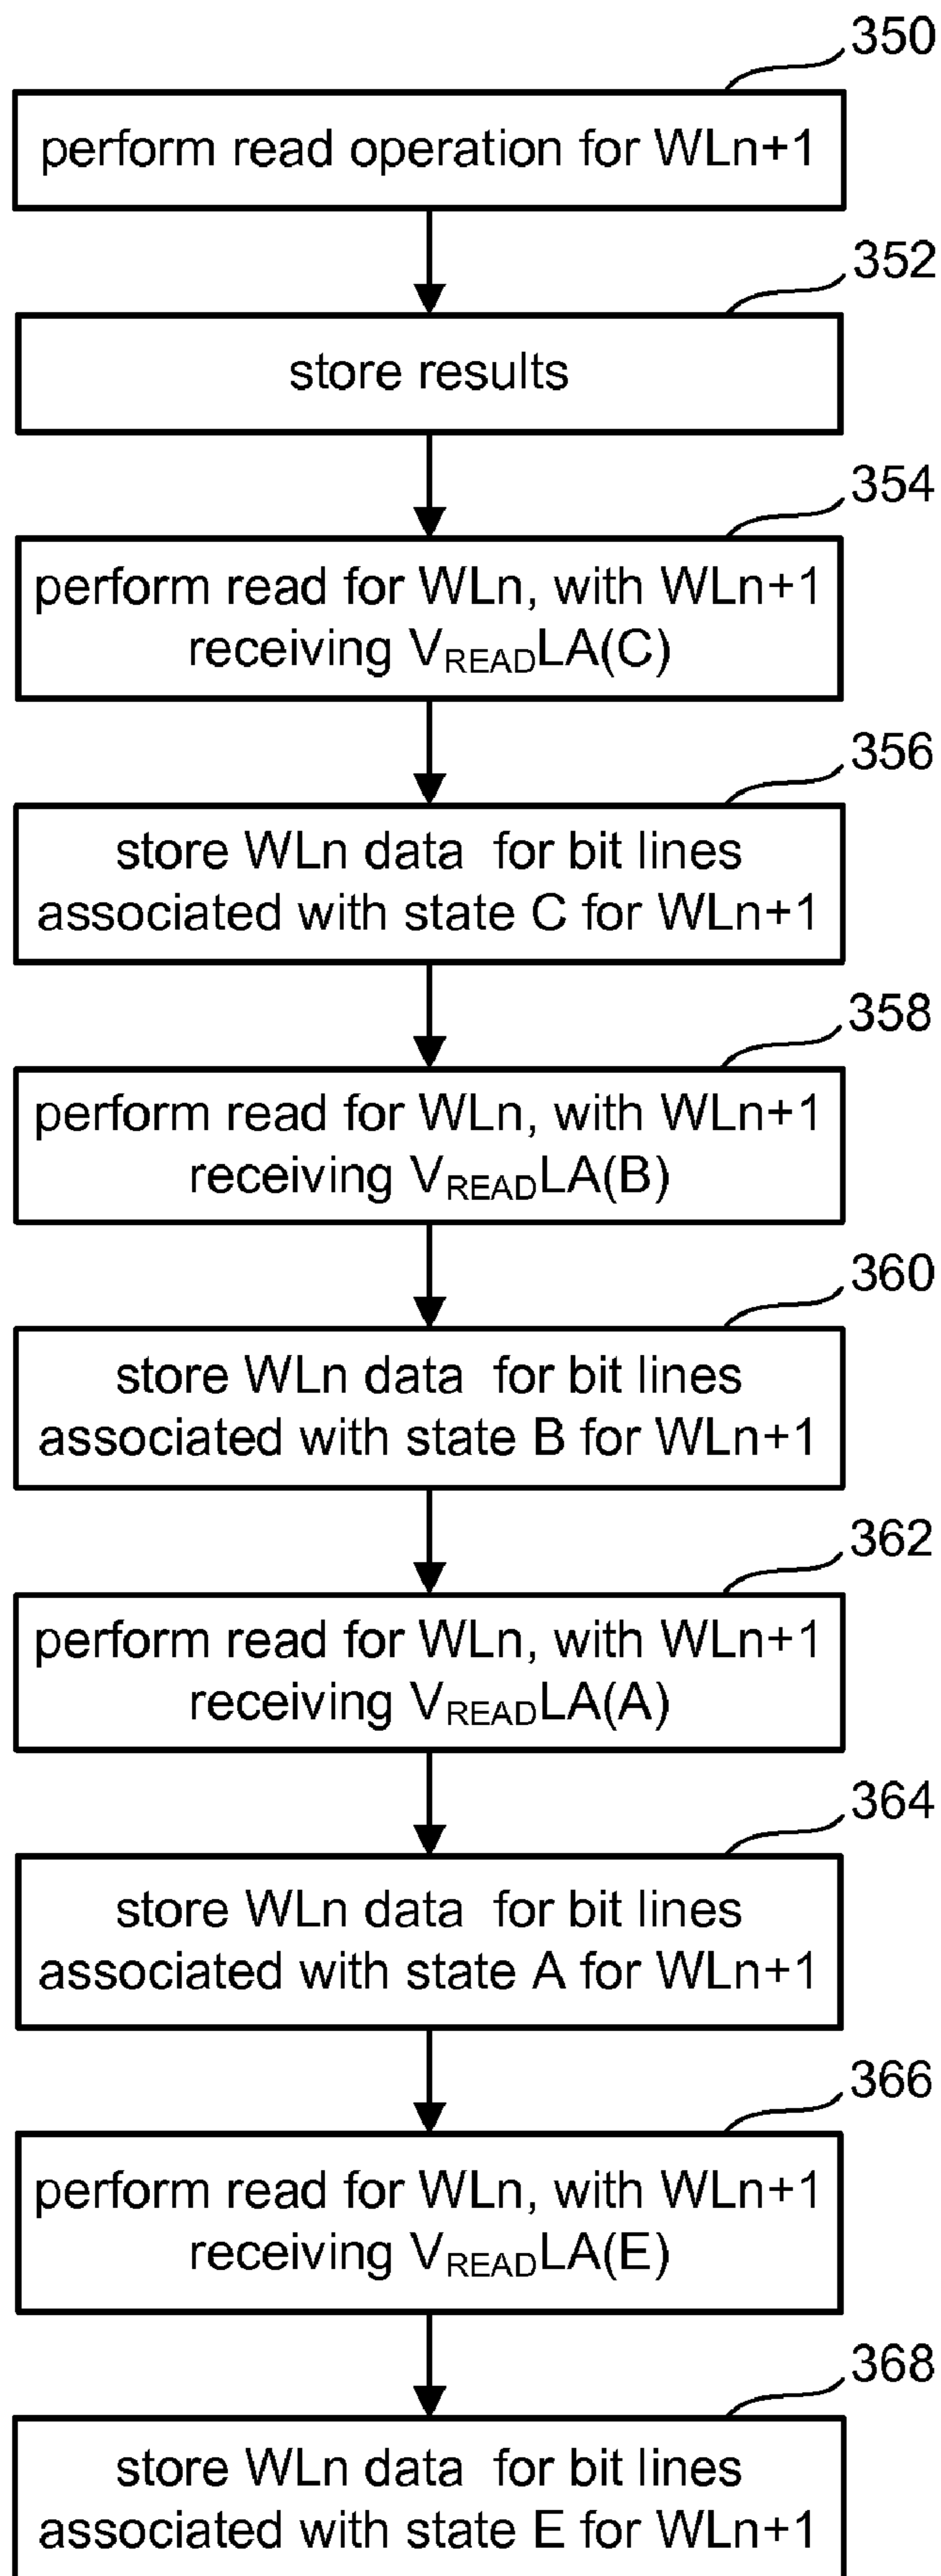 350
perform read operation for WLn+1
352
store results
354
perform read for WLn, with WLn+1
receiving VREADLA(C)
356
store WLn data for bit lines
associated with state C for WLn+1
358
perform read for WLn, with WLn+1
receiving VREADLA(B)
360
store WLn data for bit lines
associated with state B for WLn+1
362
perform read for WLn, with WLn+1
receiving VREADLA(A)
364
store WLn data for bit lines
associated with state A for WLn+1
366
perform read for WLn, with WLn+1
receiving VREADLA(E)
368
store WLn data for bit lines
associated with state E for WLn+1